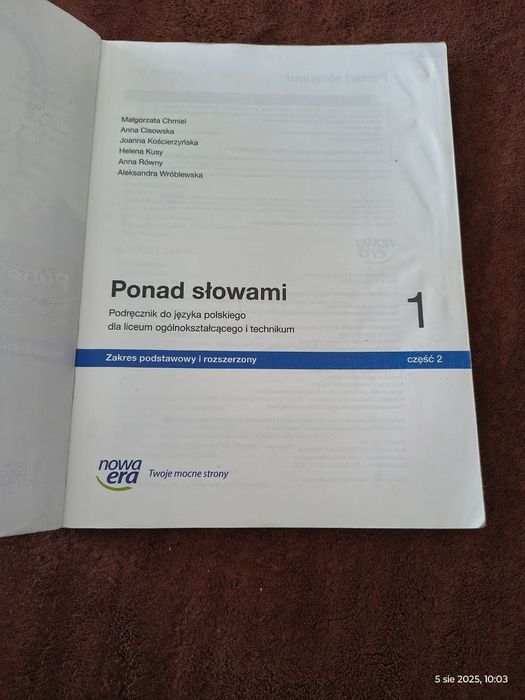 Małgorzata Chmiel
Anna Cisowska
Joanna Kościerzyńska
Helena Kusy
Anna Równy
Aleksandra Wróblewska
Ponad słowami
1
Podręcznik do języka polskiego
dla liceum ogólnokształcącego i technikum
Zakres podstawowy i rozszerzony
część 2
nowa
era
Twoje mocne strony
5 sie 2025, 10:03